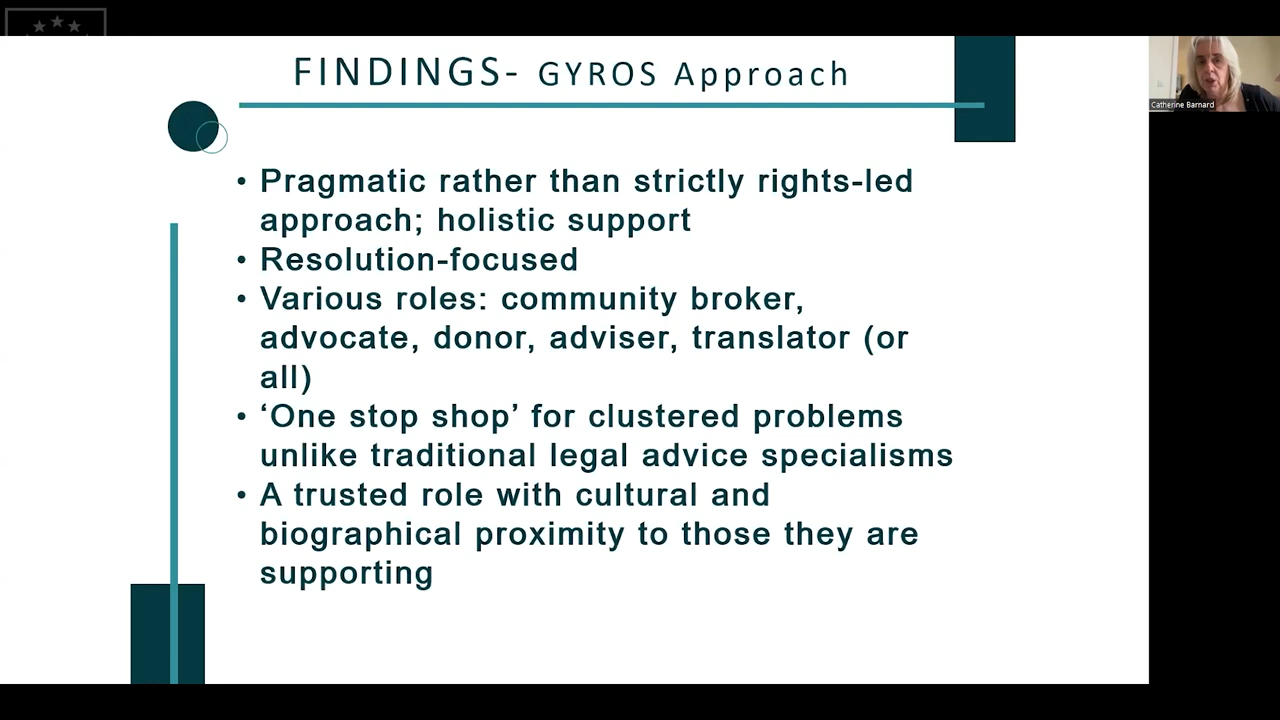 FINDINGS- GYROS Approach
Catherine Barnard
• Pragmatic rather than strictly rights-led
approach; holistic support
• Resolution-focused
• Various roles: community broker,
advocate, donor, adviser, translator (or
all)
• ‘One stop shop’ for clustered problems
unlike traditional legal advice specialisms
• A trusted role with cultural and
biographical proximity to those they are
supporting